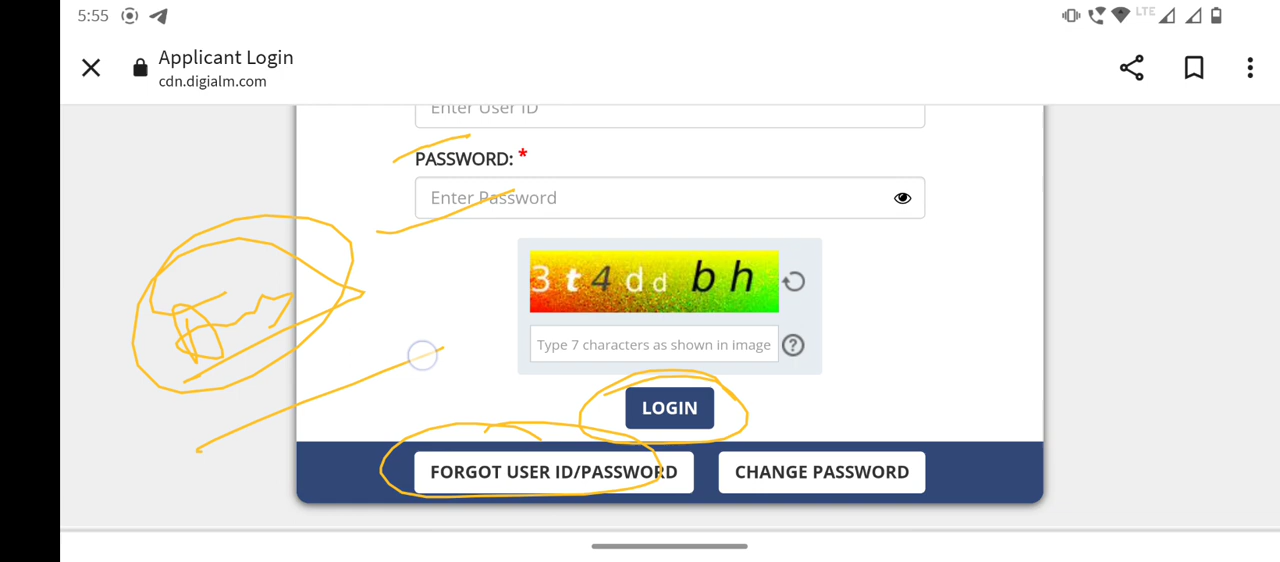 5:55
LTE
Applicant Login
cdn.digialm.com
Enter User ID
PASSWORD: *
Enter Password
3t4ddbh
Type 7 characters as shown in image
LOGIN
FORGOT USER ID/PASSWORD
CHANGE PASSWORD